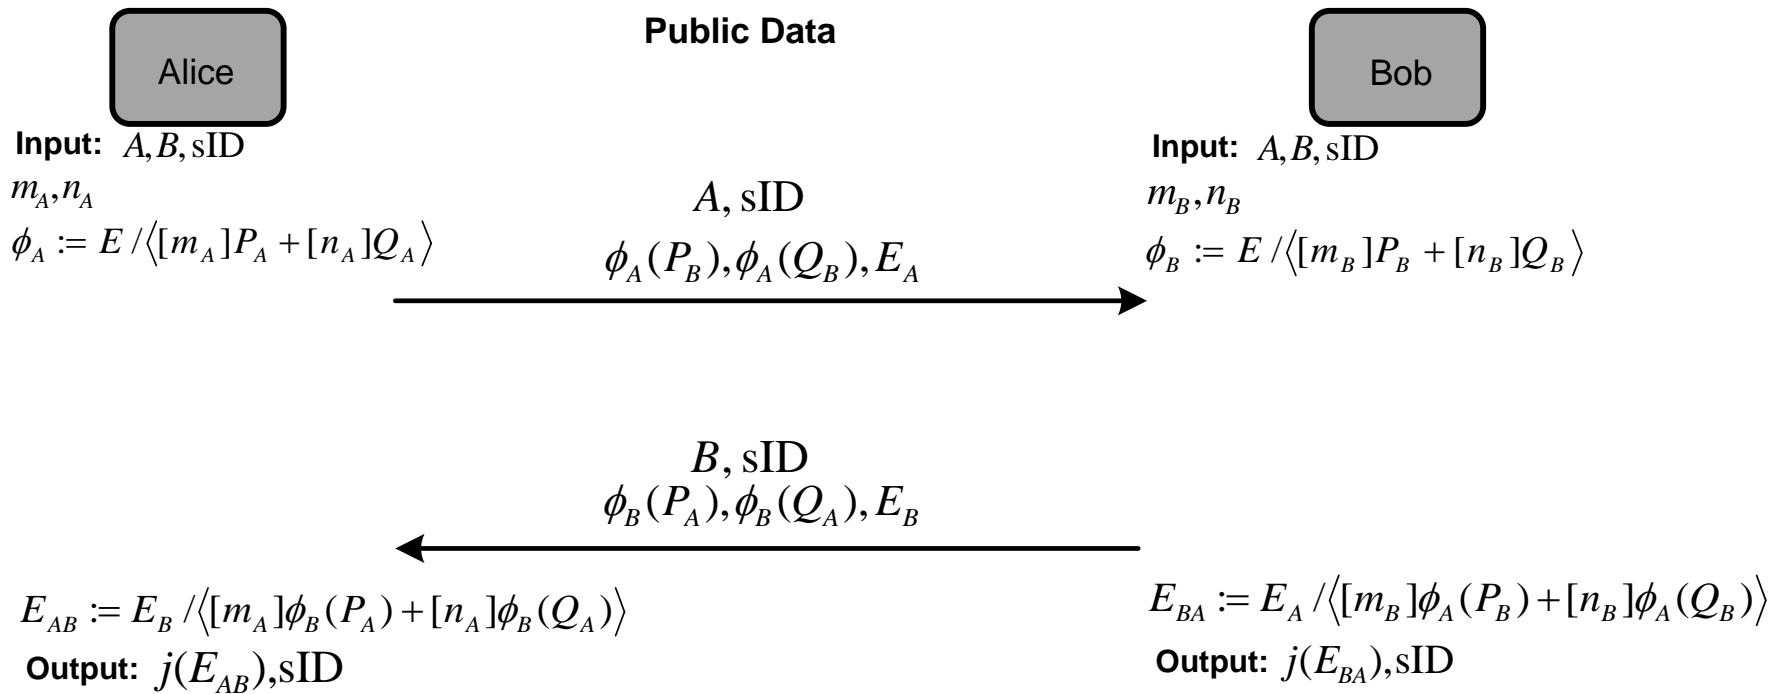 Public Data
Alice
Bob
Input: A, B, sID
m_A, n_A
ϕ_A := E / ⟨[m_A]P_A + [n_A]Q_A⟩
Input: A, B, sID
m_B, n_B
ϕ_B := E / ⟨[m_B]P_B + [n_B]Q_B⟩
A, sID
ϕ_A(P_B), ϕ_A(Q_B), E_A
B, sID
ϕ_B(P_A), ϕ_B(Q_A), E_B
E_AB := E_B / ⟨[m_A]ϕ_B(P_A) + [n_A]ϕ_B(Q_A)⟩
Output: j(E_AB), sID
E_BA := E_A / ⟨[m_B]ϕ_A(P_B) + [n_B]ϕ_A(Q_B)⟩
Output: j(E_BA), sID